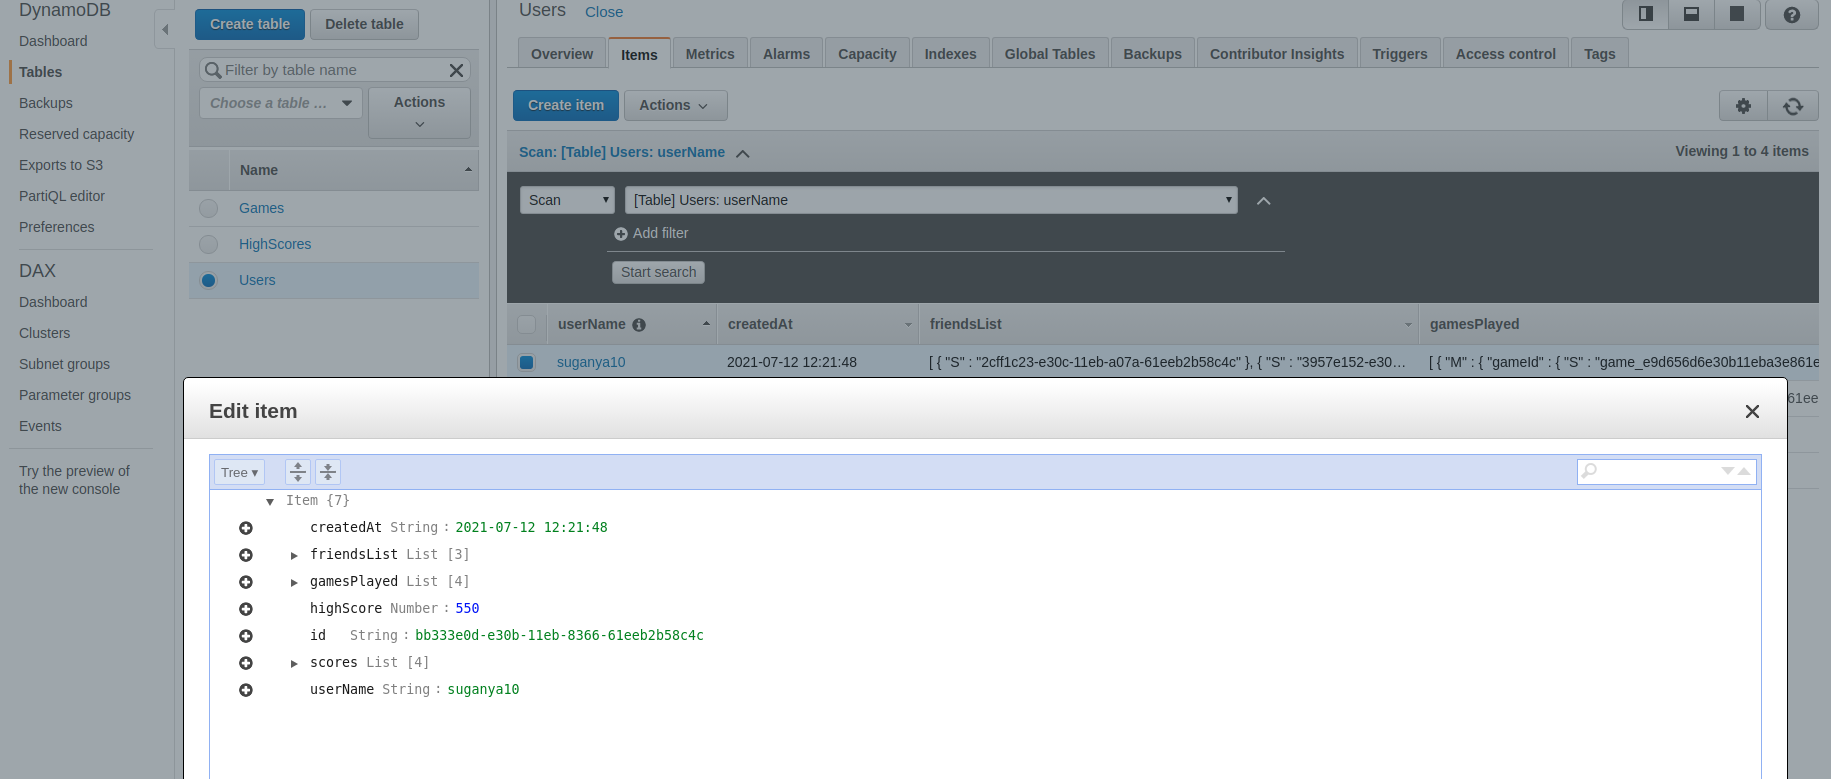 DynamoDB
Dashboard
Tables
Backups
Reserved capacity
Exports to S3
PartiQL editor
Preferences
DAX
Dashboard
Clusters
Subnet groups
Parameter groups
Events
Try the preview of
the new console
Create table Delete table
Filter by table name
Choose a table ... Actions
Name
Games
HighScores
Users
Users Close
Overview Items Metrics Alarms Capacity Indexes Global Tables Backups Contributor Insights Triggers Access control Tags
Create item Actions
Scan: [Table] Users: userName Viewing 1 to 4 items
Scan [Table] Users: userName
Add filter
Start search
userName createdAt friendsList gamesPlayed
suganya10 2021-07-12 12:21:48 [ { "S" : "2cff1c23-e30c-11eb-a07a-61eeb2b58c4c" }, { "S" : "3957e152-e30... [ { "M" : { "gameId" : { "S" : "game_e9d656d6e30b11eba3e861e
61ee
Edit item
Tree ▾
Item {7}
createdAt String : 2021-07-12 12:21:48
friendsList List [3]
gamesPlayed List [4]
highScore Number : 550
id String : bb333e0d-e30b-11eb-8366-61eeb2b58c4c
scores List [4]
userName String : suganya10